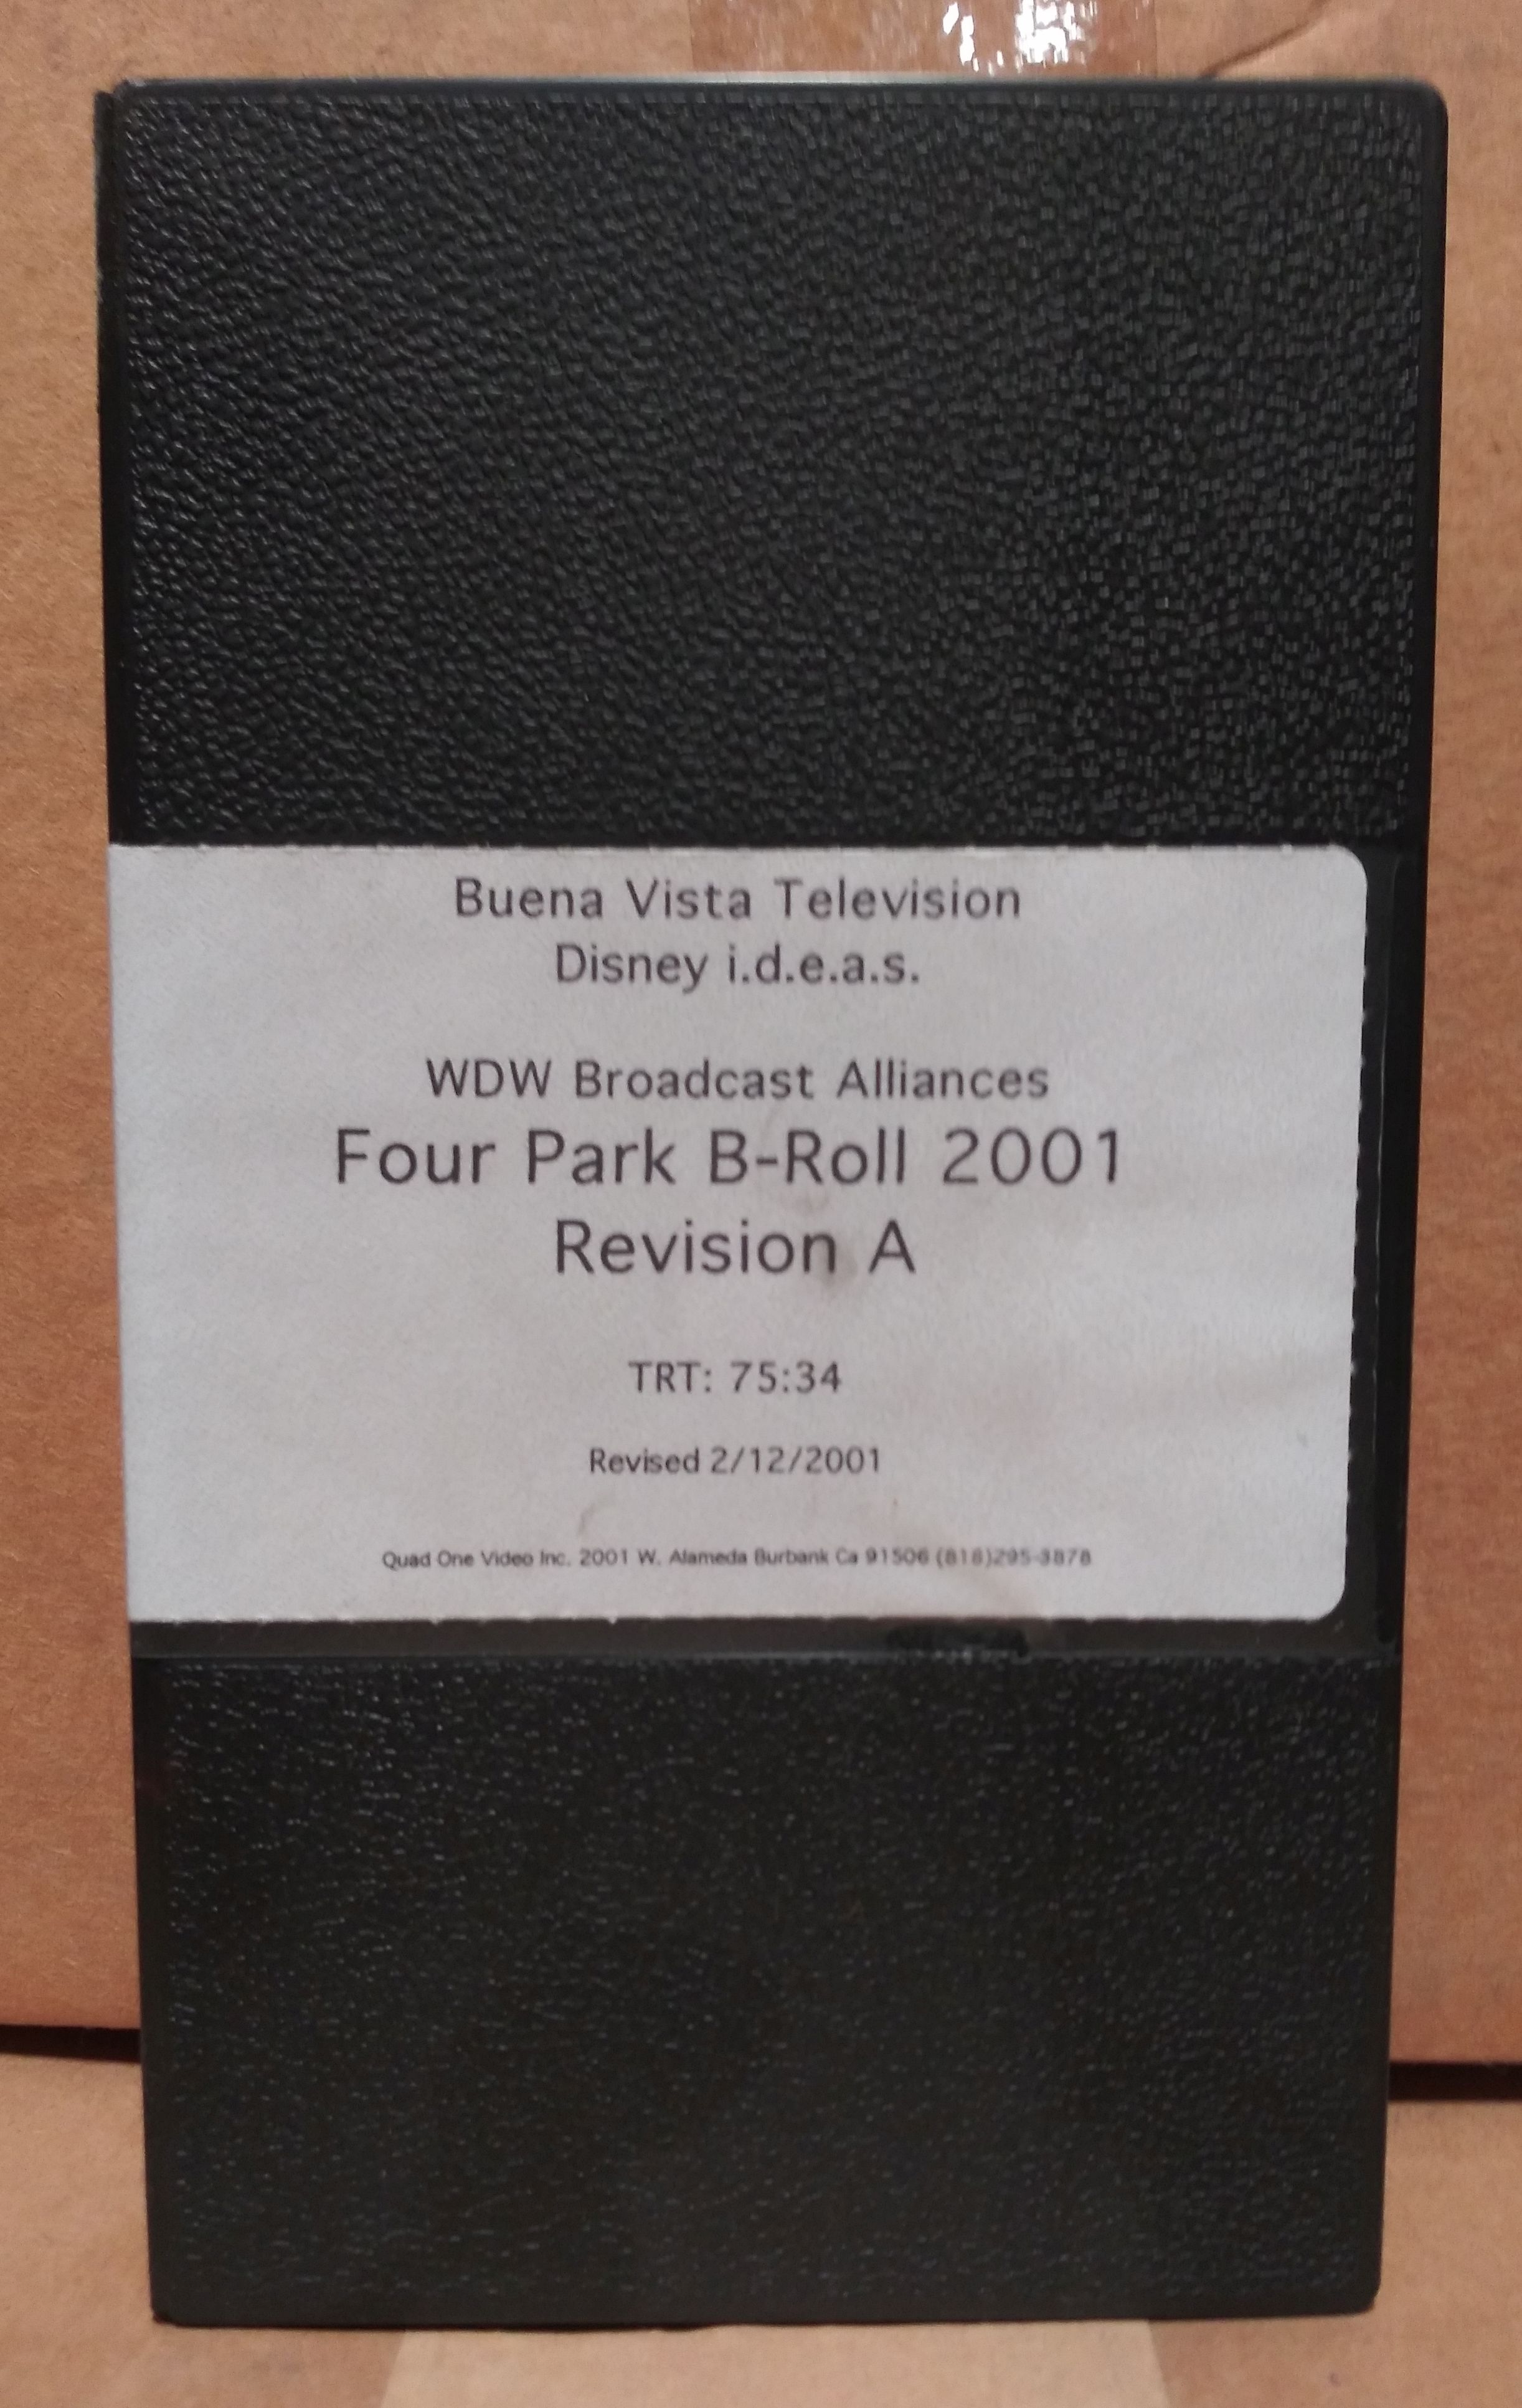 Buena Vista Television
Disney i.d.e.a.s.
WDW Broadcast Alliances
Four Park B-Roll 2001
Revision A
TRT: 75:34
Revised 2/12/2001
Quad One Video Inc. 2001 W. Alameda Burbank Ca 91506 (818)295-3878